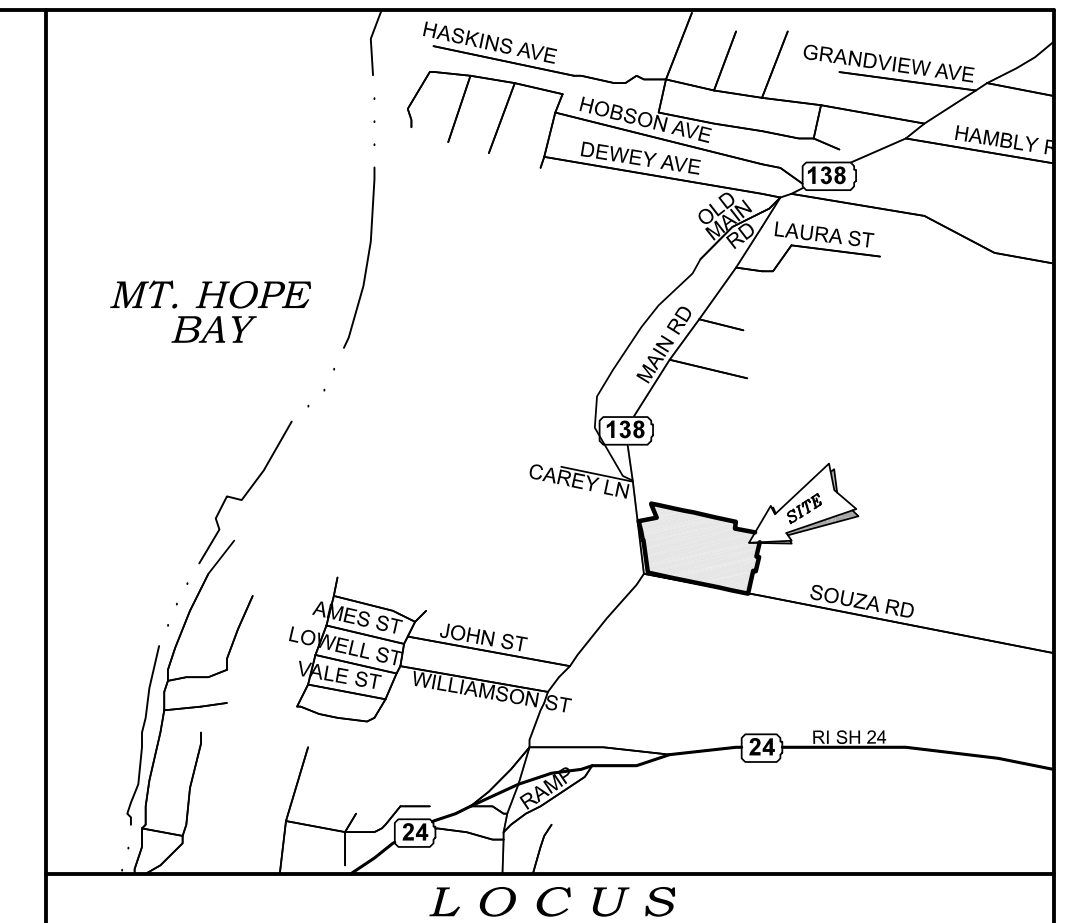 HASKINS AVE
GRANDVIEW AVE
HOBSON AVE
HAMBLY R
DEWEY AVE
138
OLD
MAIN
RD
LAURA ST
MT. HOPE
BAY
MAIN RD
138
CAREY LN
SITE
SOUZA RD
AMES ST
JOHN ST
LOWELL ST
VALE ST
WILLIAMSON ST
24
RI SH 24
RAMP
24
LOCUS